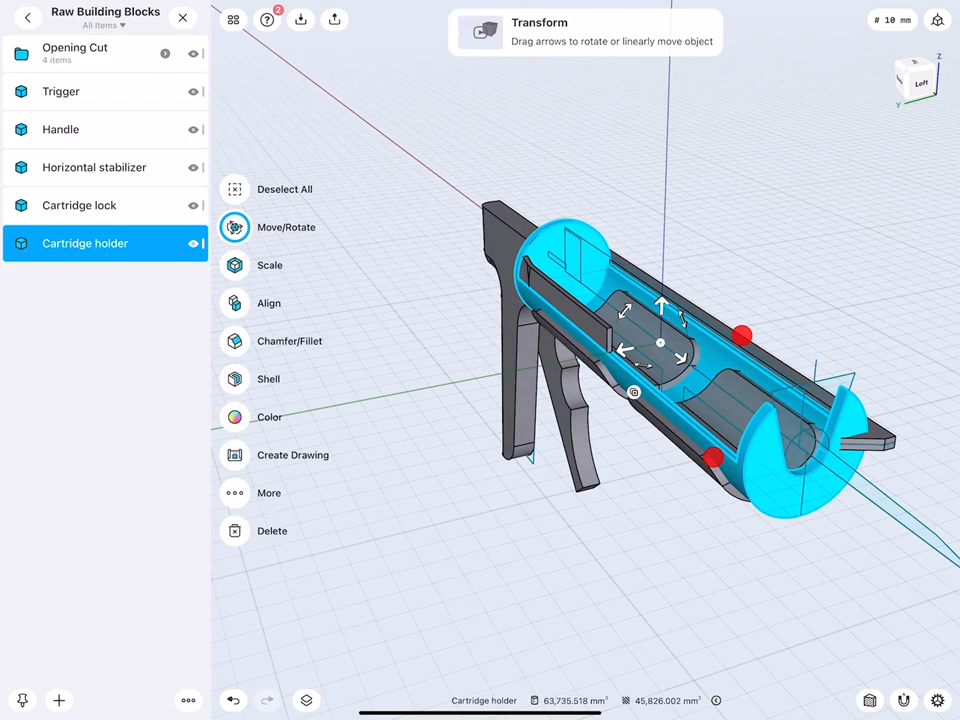 Raw Building Blocks
All Items ▼
Opening Cut
4 items
Trigger
Handle
Horizontal stabilizer
Cartridge lock
Cartridge holder
2
Transform
Drag arrows to rotate or linearly move object
# 10 mm
Left
z
y
Deselect All
Move/Rotate
Scale
Align
Chamfer/Fillet
Shell
Color
Create Drawing
More
Delete
Cartridge holder 63,735.518 mm³ 45,826.002 mm²